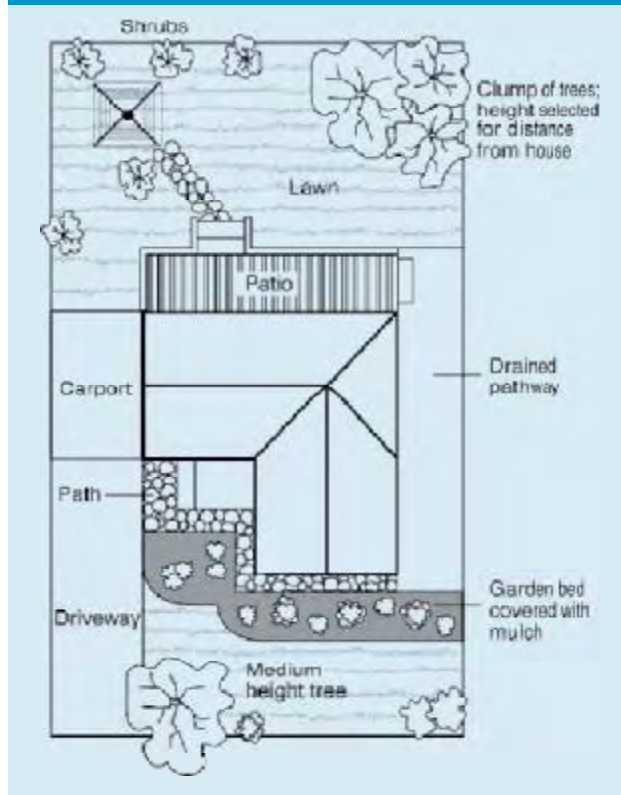 Shrubs
Clump of trees;
height selected
for distance
from house
Lawn
Patio
Carport
Drained
pathway
Path
Garden bed
covered with
mulch
Driveway
Medium
height tree